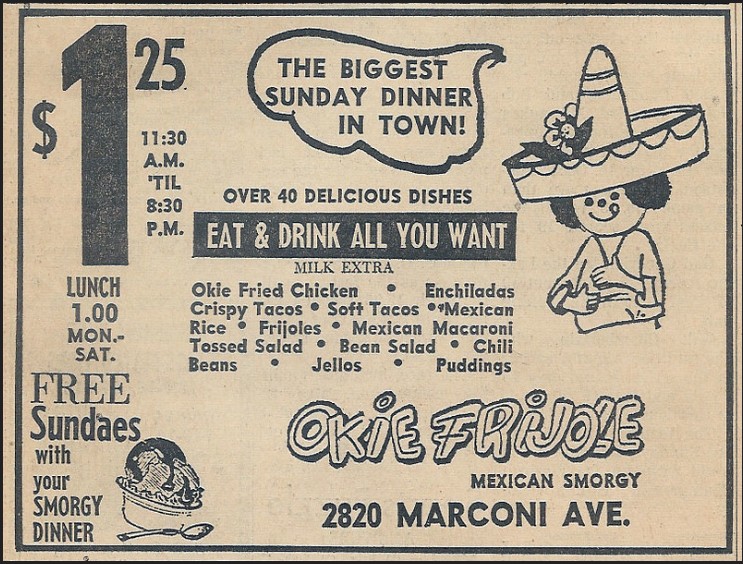 $1 25
11:30
A.M.
'TIL
8:30
P.M.
LUNCH
1.00
MON.-
SAT.
FREE
Sundaes
with
your
SMORGY
DINNER
THE BIGGEST
SUNDAY DINNER
IN TOWN!
OVER 40 DELICIOUS DISHES
EAT & DRINK ALL YOU WANT
MILK EXTRA
Okie Fried Chicken • Enchiladas
Crispy Tacos • Soft Tacos • Mexican
Rice • Frijoles • Mexican Macaroni
Tossed Salad • Bean Salad • Chili
Beans • Jellos • Puddings
OKIE FRIJOLE
MEXICAN SMORGY
2820 MARCONI AVE.